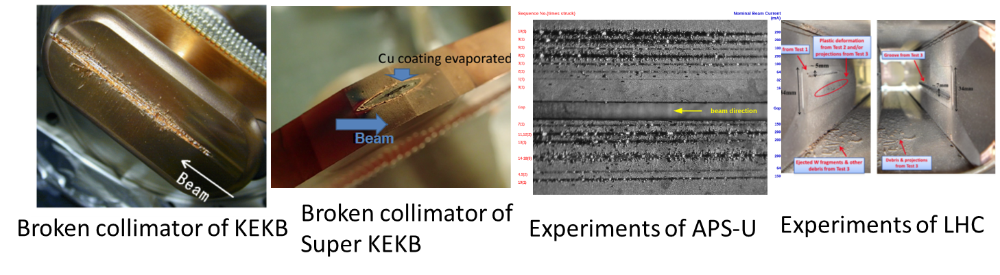 Beam
Broken collimator of KEKB
Cu coating evaporated
Beam
Broken collimator of
Super KEKB
Sequence No.(times struck)
Nominal Beam Current
(mA)
10(1)
9(1)
6(1)
8(1)
3(1)
2(1)
1(1)
0(1)
Gap
7(1)
11,12(2)
13(1)
14-18(5)
4,5(2)
19(1)
200
200
100
200
100
64
32
16
Gap
150
200
200
200
64
150
beam direction
Experiments of APS-U
from Test 1
Plastic deformation
from Test 2 and/or
projections from Test 3
~5mm
4mm
Ejected W fragments & other
debris from Test 3
Groove from Test 3
~7mm
34mm
Debris & projections
from Test 3
Experiments of LHC